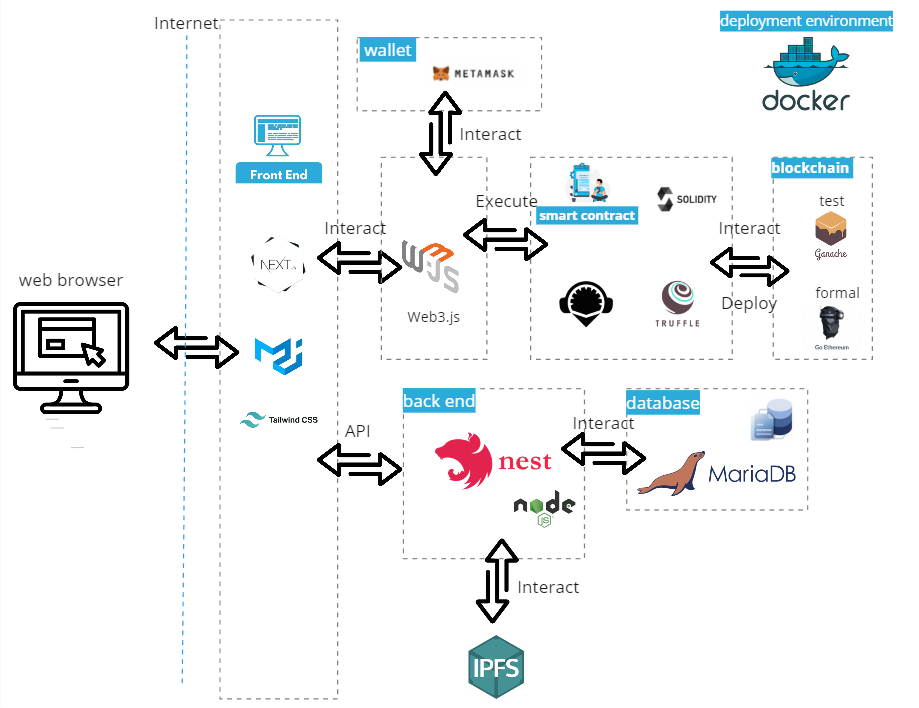 Internet
deployment environment
docker
wallet
METAMASK
Interact
Front End
smart contract
SOLIDITY
Execute
blockchain
test
Ganache
formal
Go Ethereum
Interact
NEXT.JS
W3JS
Web3.js
Interact
Deploy
TRUFFLE
web browser
Tailwind CSS
API
back end
nest
node
JS
Interact
database
MariaDB
Interact
IPFS